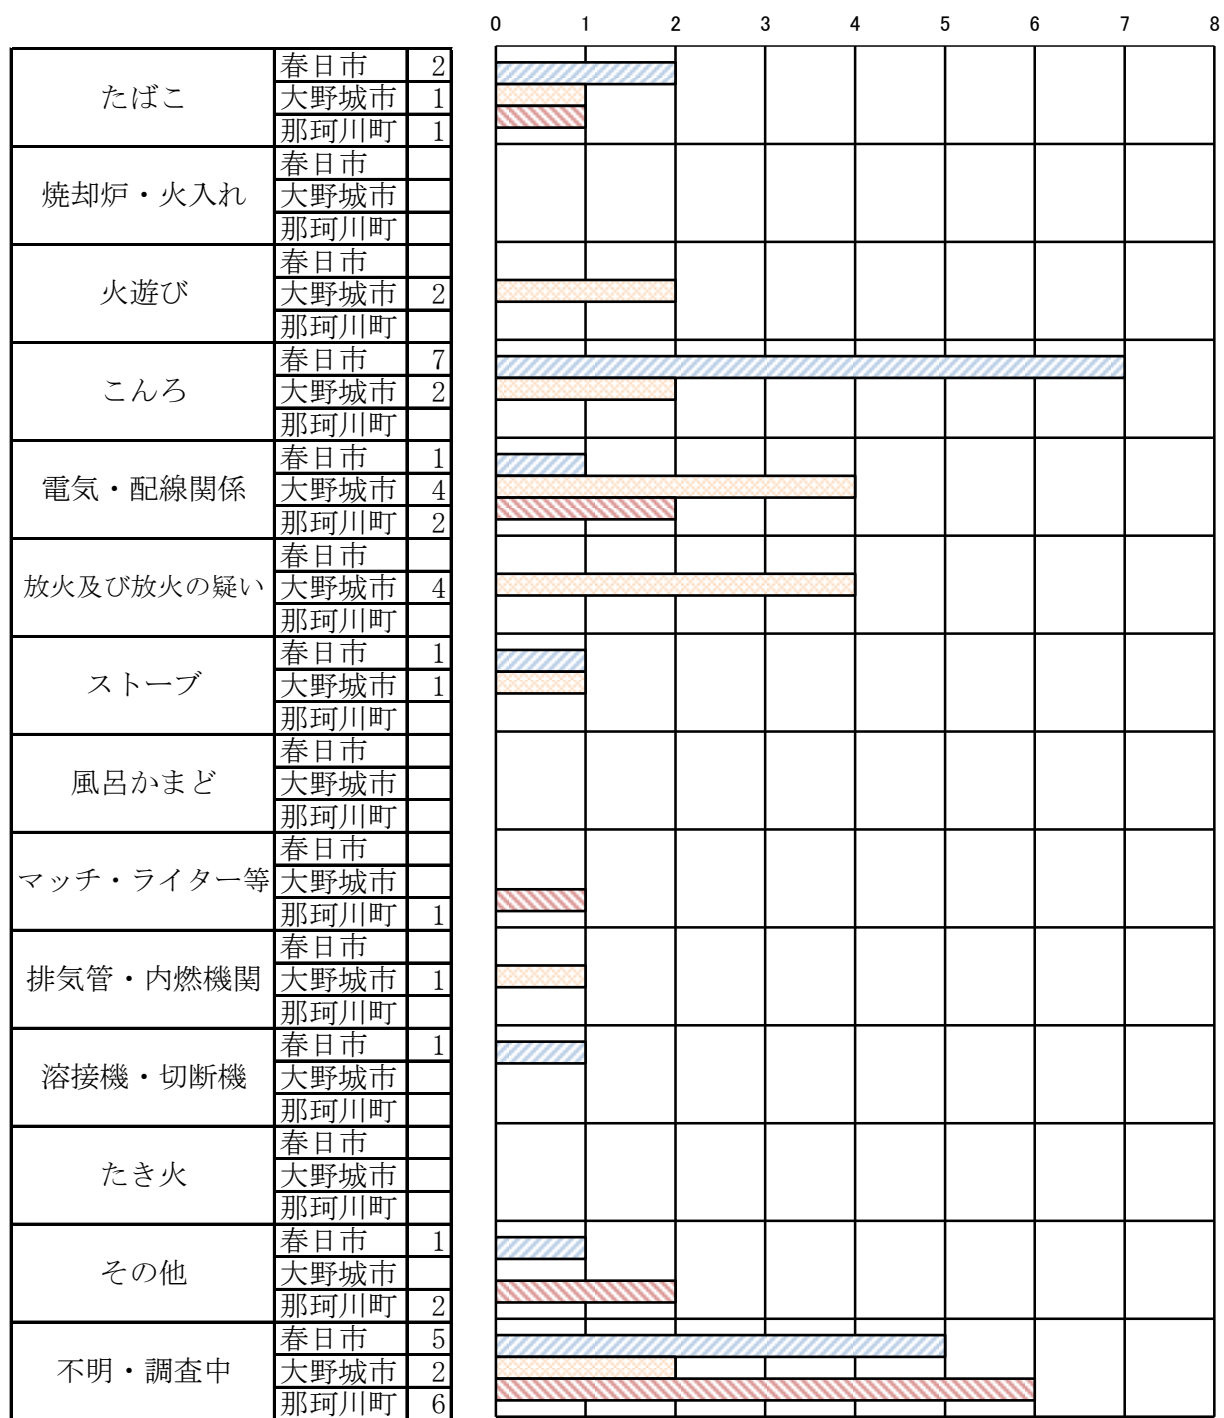 0 1 2 3 4 5 6 7 8
たばこ
春日市 2
大野城市 1
那珂川町 1
焼却炉・火入れ
春日市
大野城市
那珂川町
火遊び
春日市
大野城市 2
那珂川町
こんろ
春日市 7
大野城市 2
那珂川町
電気・配線関係
春日市 1
大野城市 4
那珂川町 2
放火及び放火の疑い
春日市
大野城市 4
那珂川町
ストーブ
春日市 1
大野城市 1
那珂川町
風呂かまど
春日市
大野城市
那珂川町
マッチ・ライター等
春日市
大野城市
那珂川町 1
排気管・内燃機関
春日市
大野城市 1
那珂川町
溶接機・切断機
春日市 1
大野城市
那珂川町
たき火
春日市
大野城市
那珂川町
その他
春日市 1
大野城市
那珂川町 2
不明・調査中
春日市 5
大野城市 2
那珂川町 6